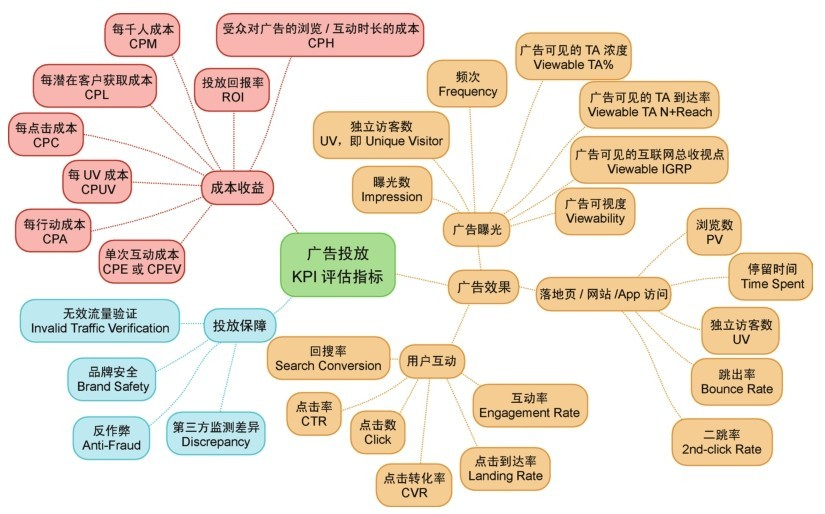 广告投放
KPI 评估指标
成本收益
每千人成本
CPM
受众对广告的浏览 / 互动时长的成本
CPH
每潜在客户获取成本
CPL
投放回报率
ROI
每点击成本
CPC
每 UV 成本
CPUV
每行动成本
CPA
单次互动成本
CPE 或 CPEV
投放保障
无效流量验证
Invalid Traffic Verification
品牌安全
Brand Safety
反作弊
Anti-Fraud
第三方监测差异
Discrepancy
广告效果
广告曝光
广告可见的 TA 浓度
Viewable TA%
频次
Frequency
广告可见的 TA 到达率
Viewable TA N+Reach
独立访客数
UV，即 Unique Visitor
广告可见的互联网总收视点
Viewable IGRP
曝光数
Impression
广告可视度
Viewability
落地页 / 网站 /App 访问
浏览数
PV
停留时间
Time Spent
独立访客数
UV
跳出率
Bounce Rate
二跳率
2nd-click Rate
用户互动
回搜率
Search Conversion
点击率
CTR
点击数
Click
点击转化率
CVR
点击到达率
Landing Rate
互动率
Engagement Rate